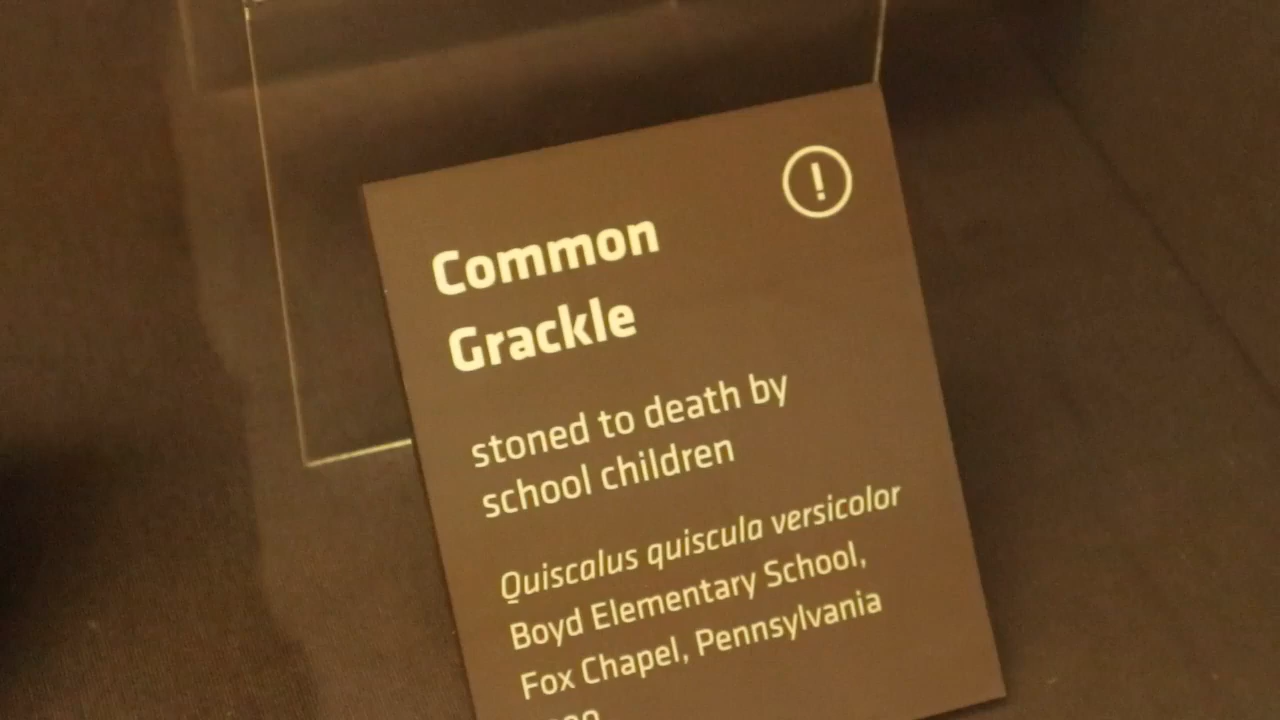 !
Common
Grackle
stoned to death by
school children
Quiscalus quiscula versicolor
Boyd Elementary School,
Fox Chapel, Pennsylvania